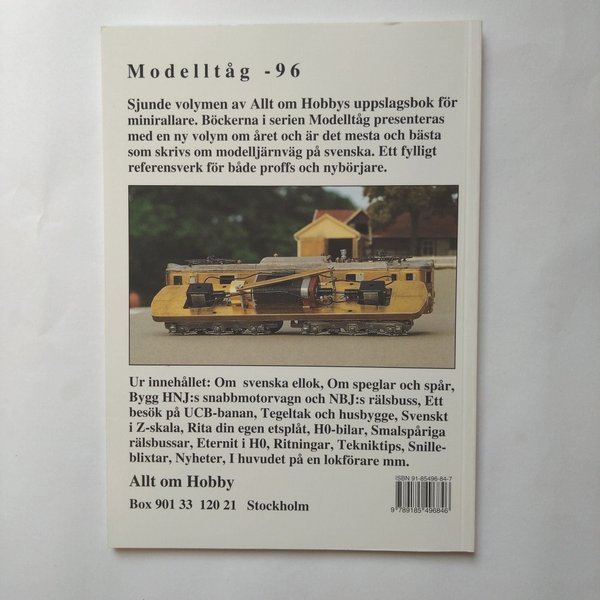 Modelltåg -96
Sjunde volymen av Allt om Hobbys uppslagsbok för
minirallare. Böckerna i serien Modelltåg presenteras
med en ny volym om året och är det mesta och bästa
som skrivs om modelljärnväg på svenska. Ett fylligt
referensverk för både proffs och nybörjare.
Ur innehållet: Om svenska ellok, Om speglar och spår,
Bygg HNJ:s snabbmotorvagn och NBJ:s rälsbuss, Ett
besök på UCB-banan, Tegeltak och husbygge, Svenskt
i Z-skala, Rita din egen etsplåt, H0-bilar, Smalspåriga
rälsbussar, Eternit i H0, Ritningar, Tekniktips, Snille-
blixtar, Nyheter, I huvudet på en lokförare mm.
Allt om Hobby
Box 901 33 120 21 Stockholm
ISBN 91-85496-84-7
9 789185 496846